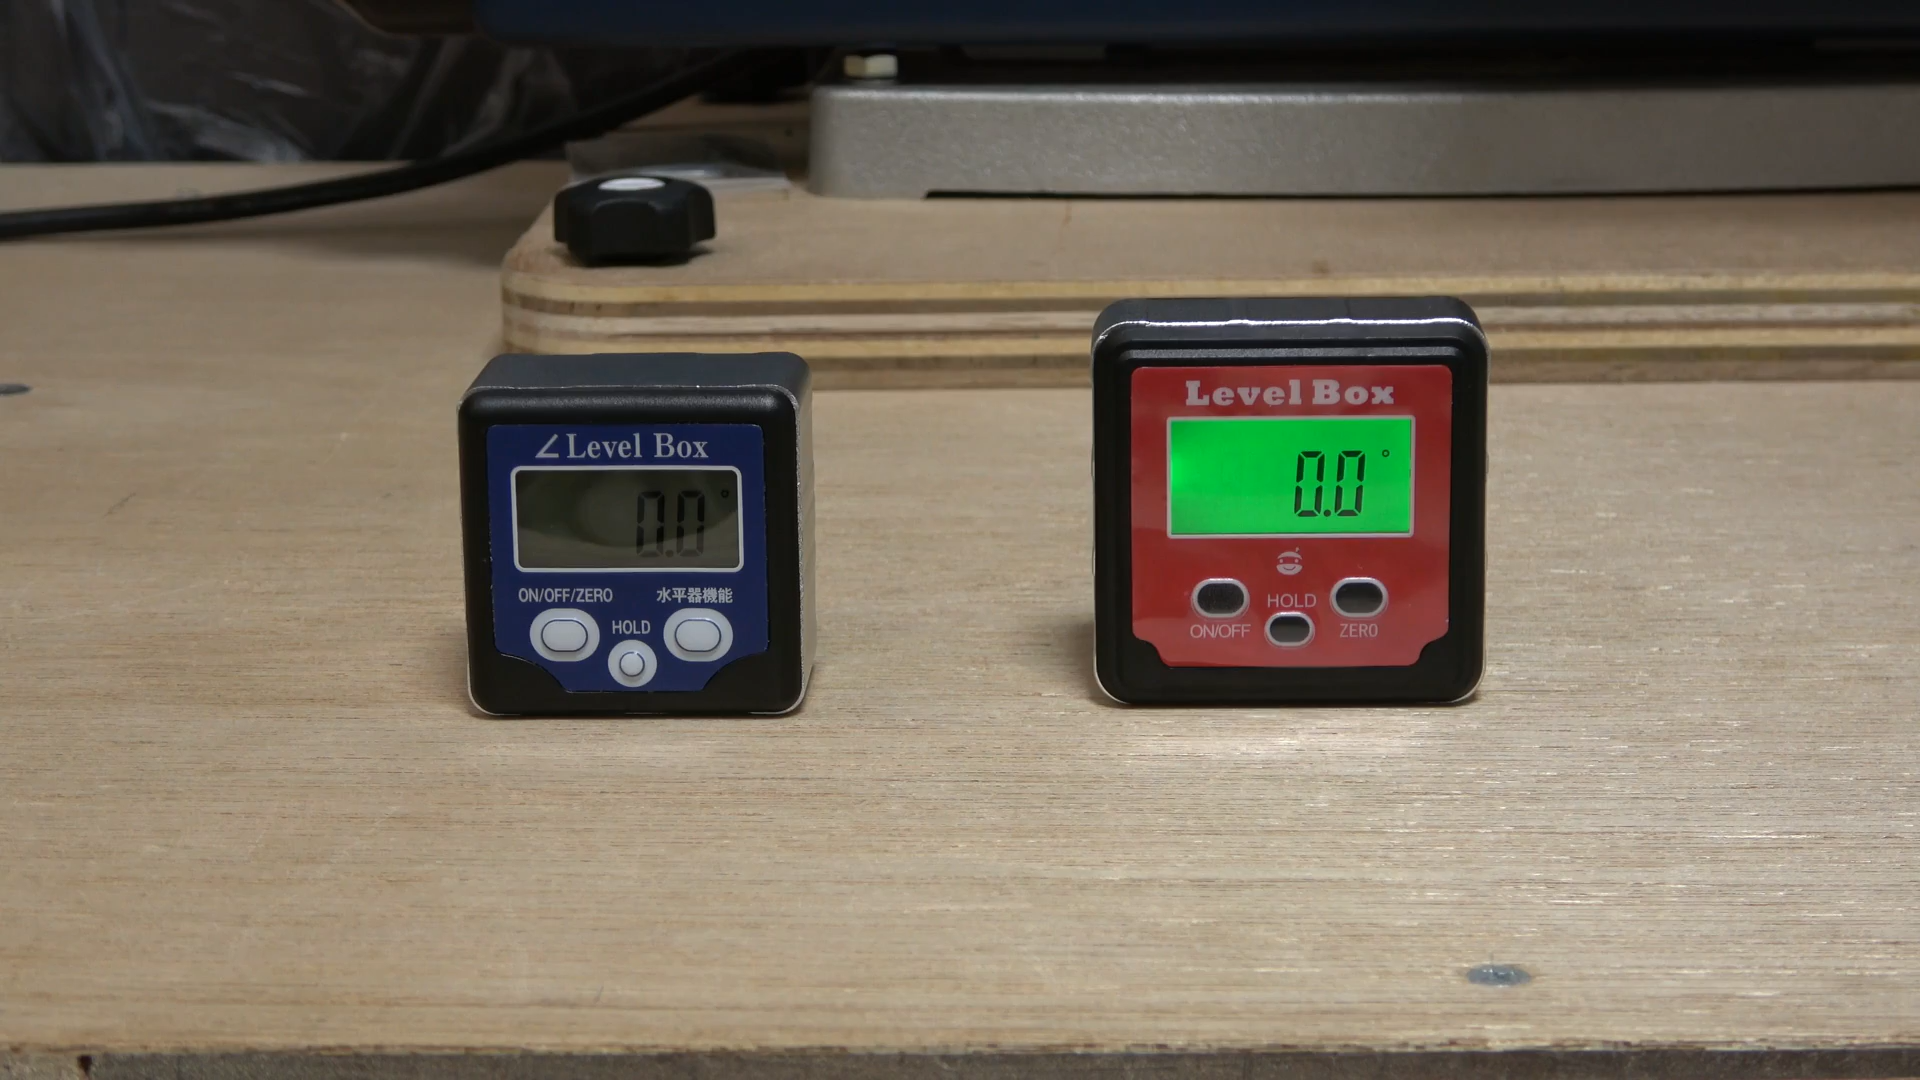 ∠Level Box
0.0°
ON/OFF/ZERO
水平器機能
HOLD
Level Box
0.0°
HOLD
ON/OFF
ZERO